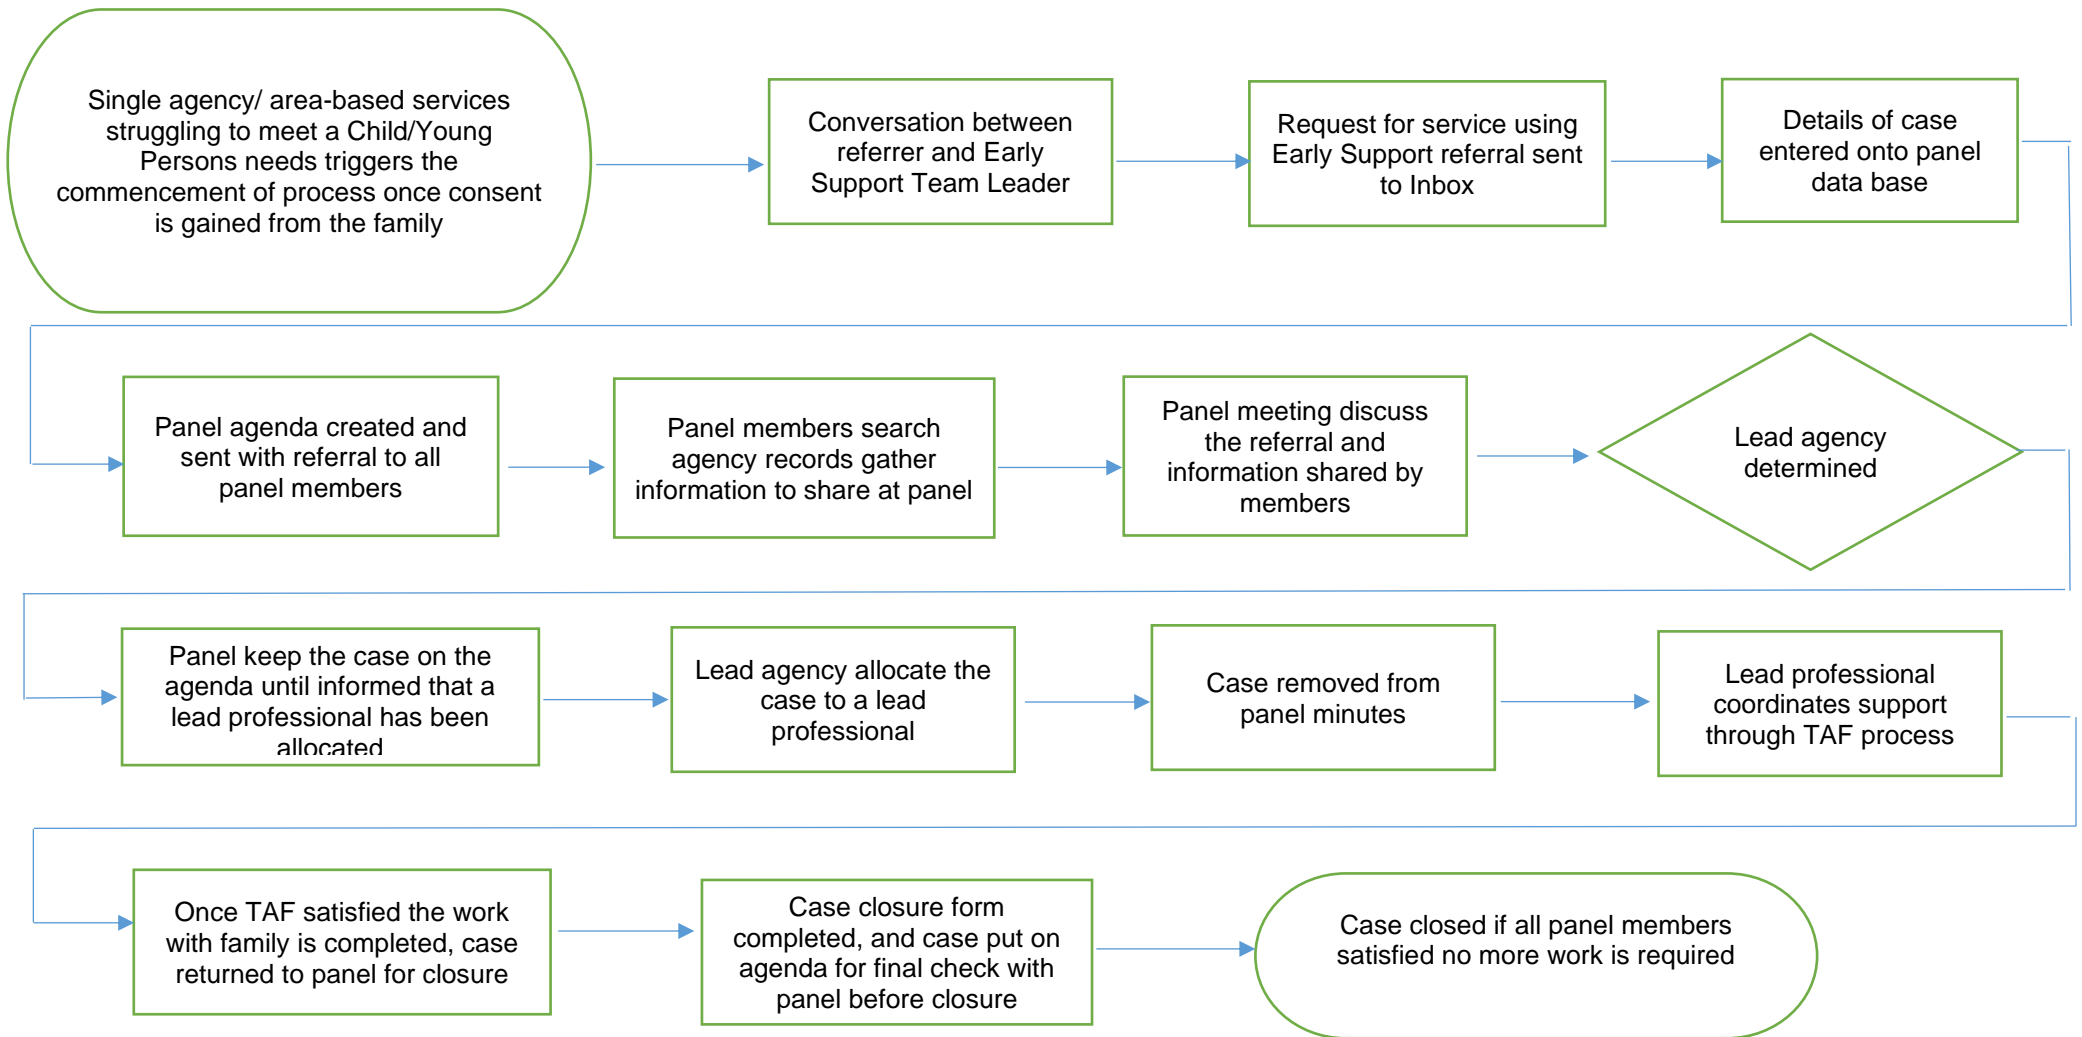 Single agency/ area-based services
struggling to meet a Child/Young
Persons needs triggers the
commencement of process once consent
is gained from the family
Conversation between
referrer and Early
Support Team Leader
Request for service using
Early Support referral sent
to Inbox
Details of case
entered onto panel
data base
Panel agenda created and
sent with referral to all
panel members
Panel members search
agency records gather
information to share at panel
Panel meeting discuss
the referral and
information shared by
members
Lead agency
determined
Panel keep the case on the
agenda until informed that a
lead professional has been
allocated
Lead agency allocate the
case to a lead
professional
Case removed from
panel minutes
Lead professional
coordinates support
through TAF process
Once TAF satisfied the work
with family is completed, case
returned to panel for closure
Case closure form
completed, and case put on
agenda for final check with
panel before closure
Case closed if all panel members
satisfied no more work is required